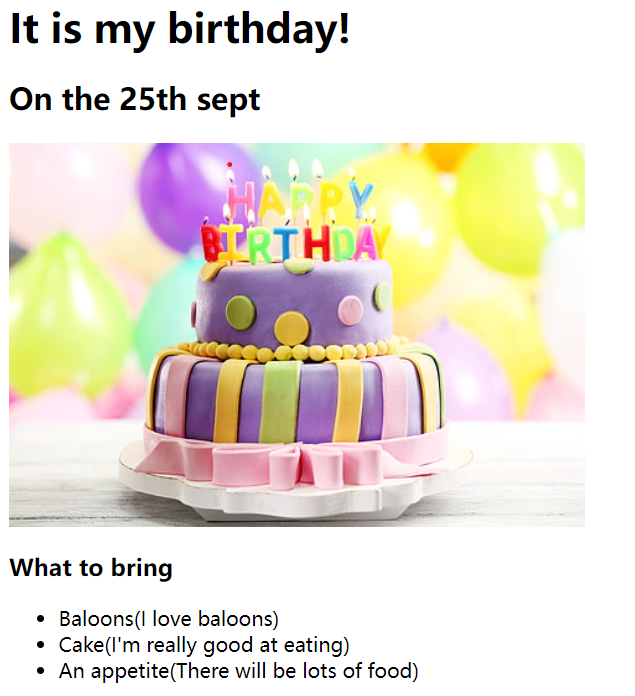 It is my birthday!
On the 25th sept
HAPPY
BIRTHDAY
What to bring
Baloons(I love baloons)
Cake(I'm really good at eating)
An appetite(There will be lots of food)